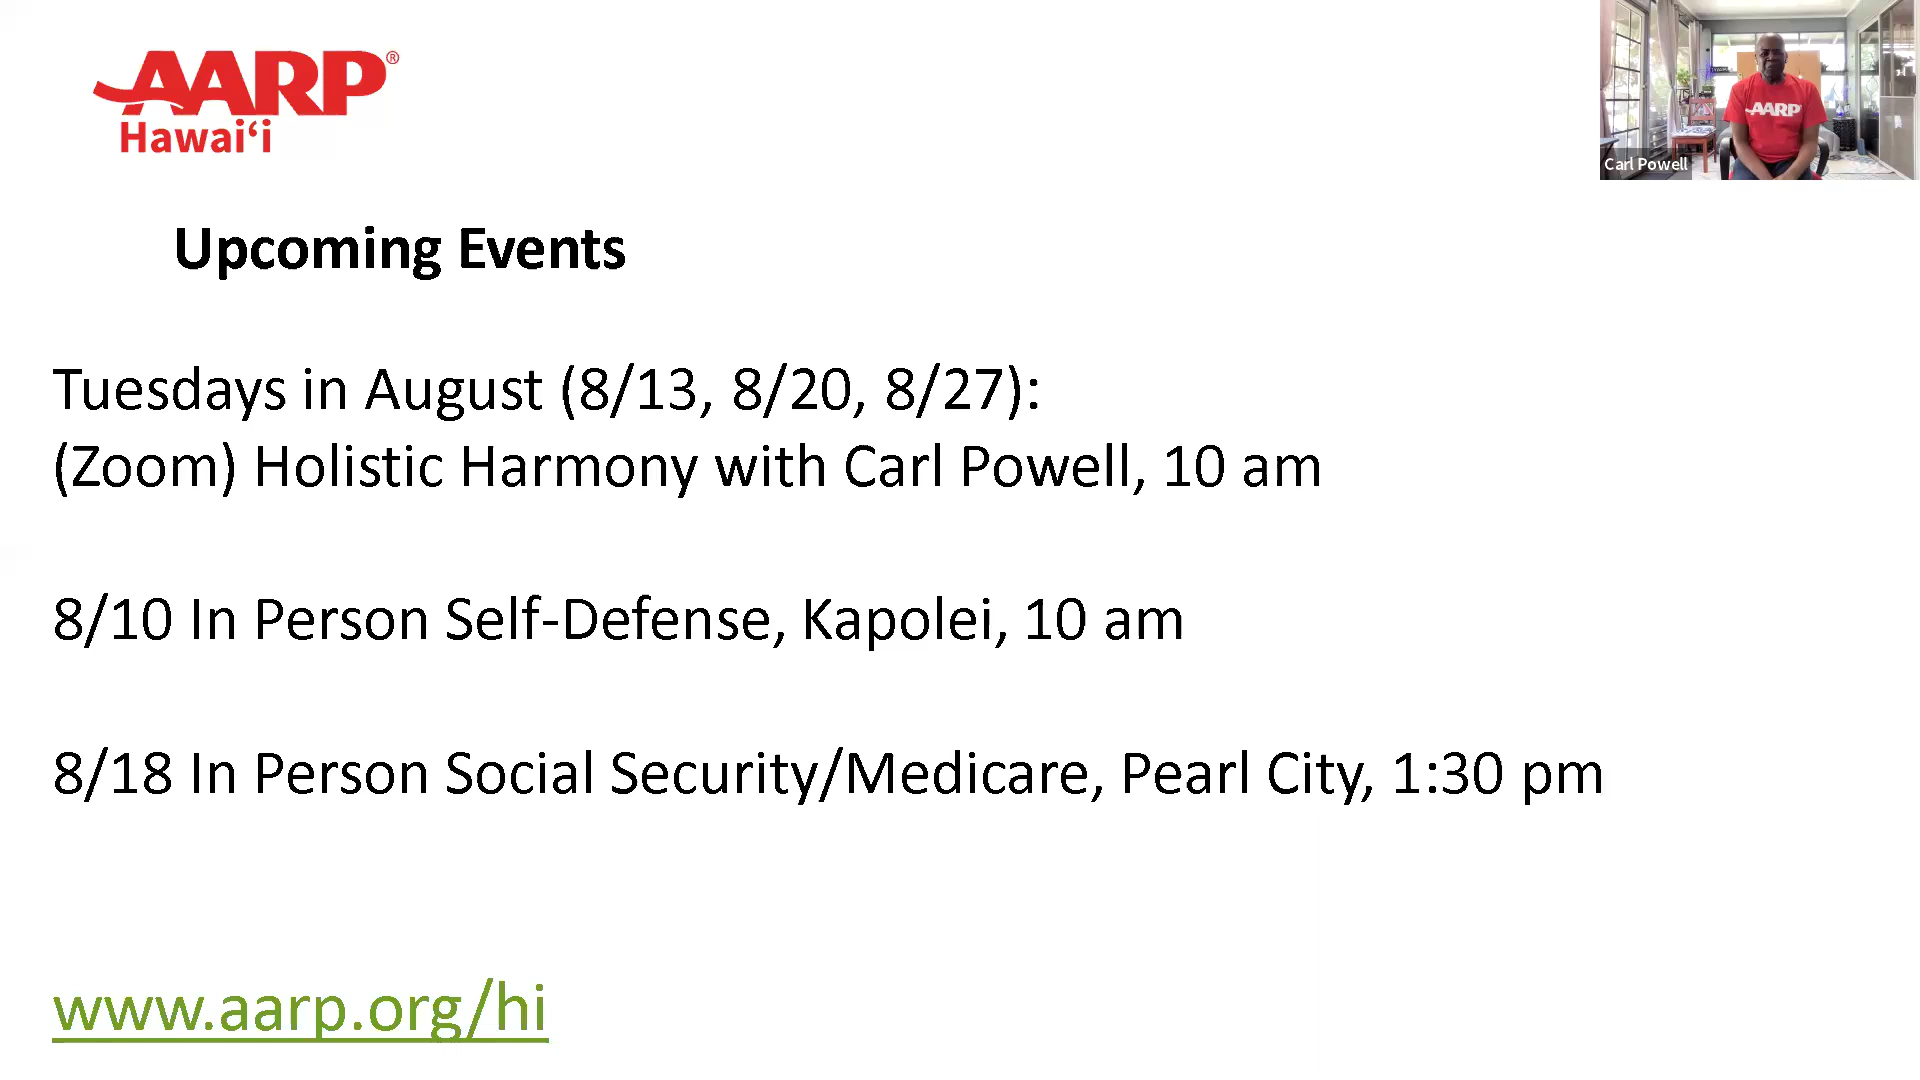 AARP®
Hawaiʻi
AARP
Carl Powell
Upcoming Events
Tuesdays in August (8/13, 8/20, 8/27):
(Zoom) Holistic Harmony with Carl Powell, 10 am
8/10 In Person Self-Defense, Kapolei, 10 am
8/18 In Person Social Security/Medicare, Pearl City, 1:30 pm
www.aarp.org/hi